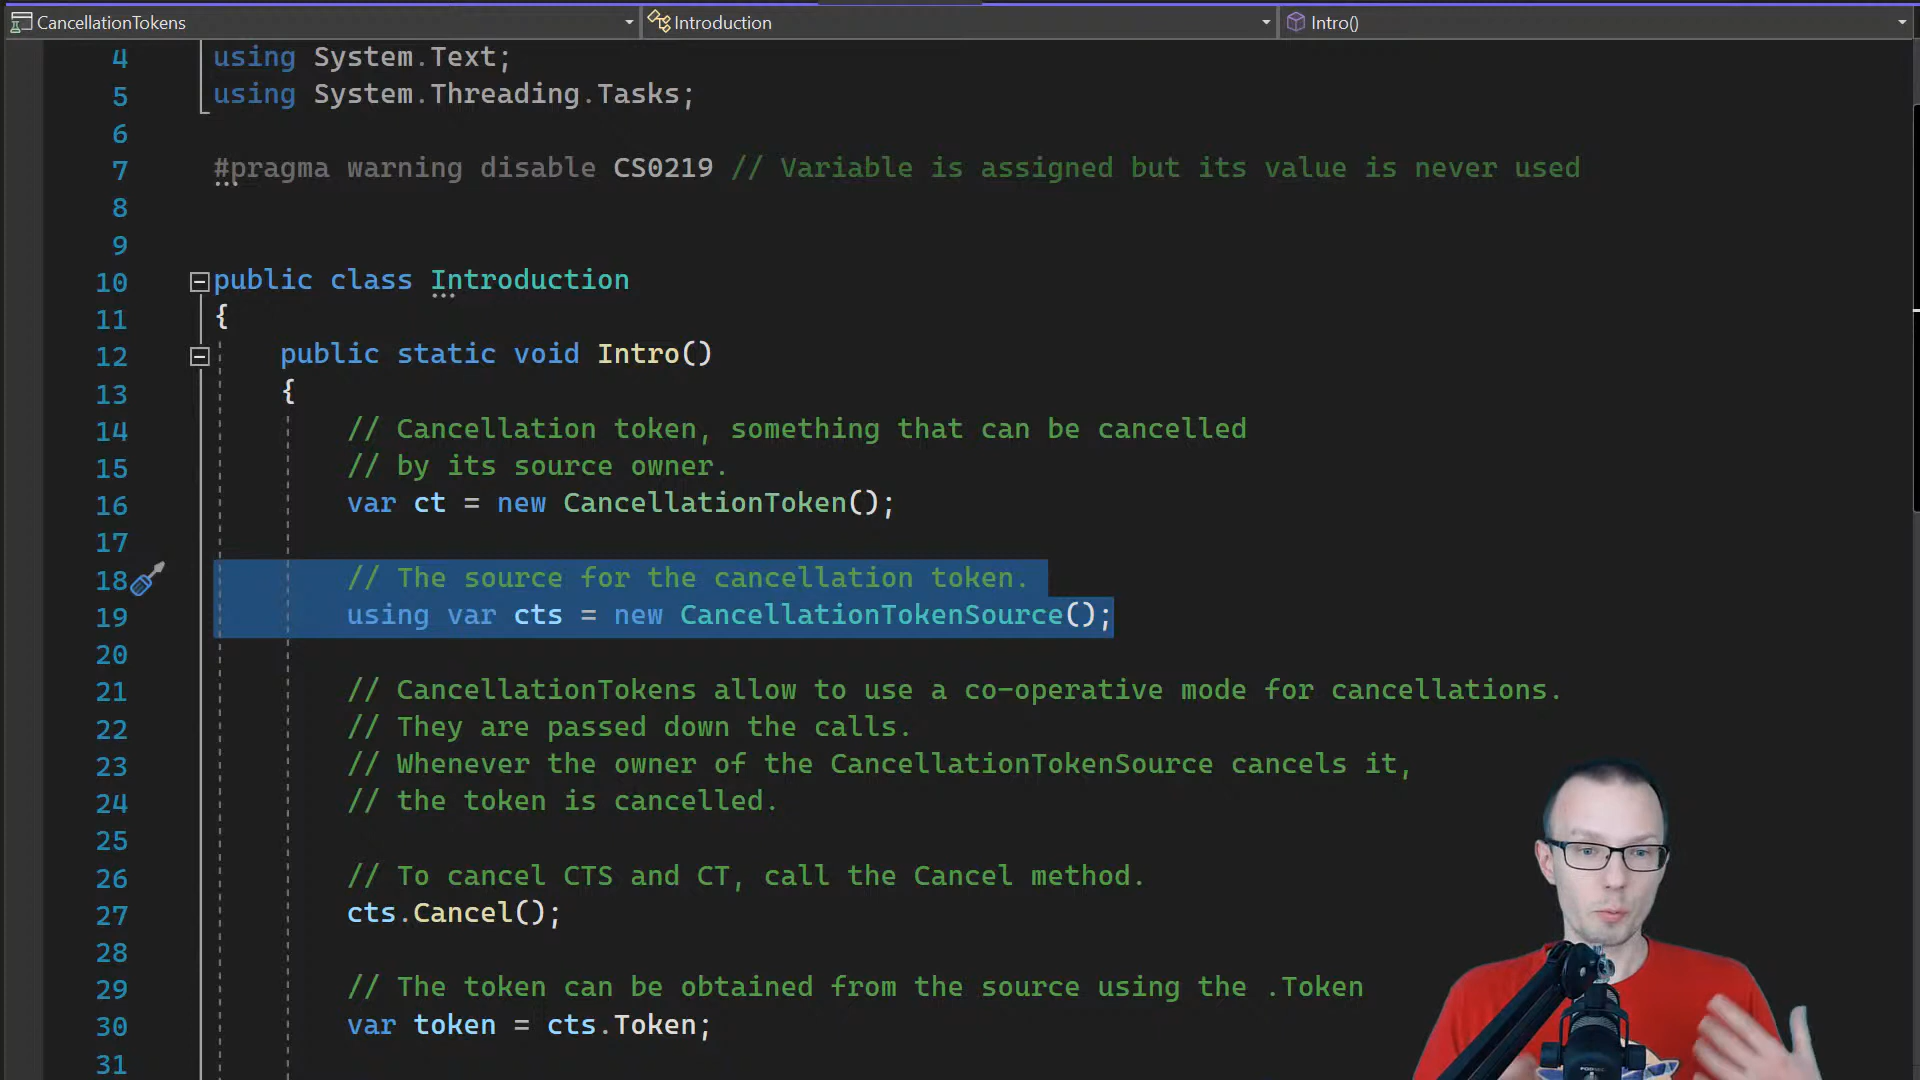 CancellationTokens Introduction Intro()
4 using System.Text;
5 using System.Threading.Tasks;
6
7 #pragma warning disable CS0219 // Variable is assigned but its value is never used
8
9
10 public class Introduction
11 {
12 public static void Intro()
13 {
14 // Cancellation token, something that can be cancelled
15 // by its source owner.
16 var ct = new CancellationToken();
17
18 // The source for the cancellation token.
19 using var cts = new CancellationTokenSource();
20
21 // CancellationTokens allow to use a co-operative mode for cancellations.
22 // They are passed down the calls.
23 // Whenever the owner of the CancellationTokenSource cancels it,
24 // the token is cancelled.
25
26 // To cancel CTS and CT, call the Cancel method.
27 cts.Cancel();
28
29 // The token can be obtained from the source using the .Token
30 var token = cts.Token;
31